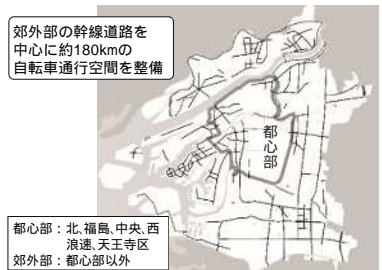 郊外部の幹線道路を
中心に約180kmの
自転車通行空間を整備
都心部
都心部：北、福島、中央、西
浪速、天王寺区
郊外部：都心部以外